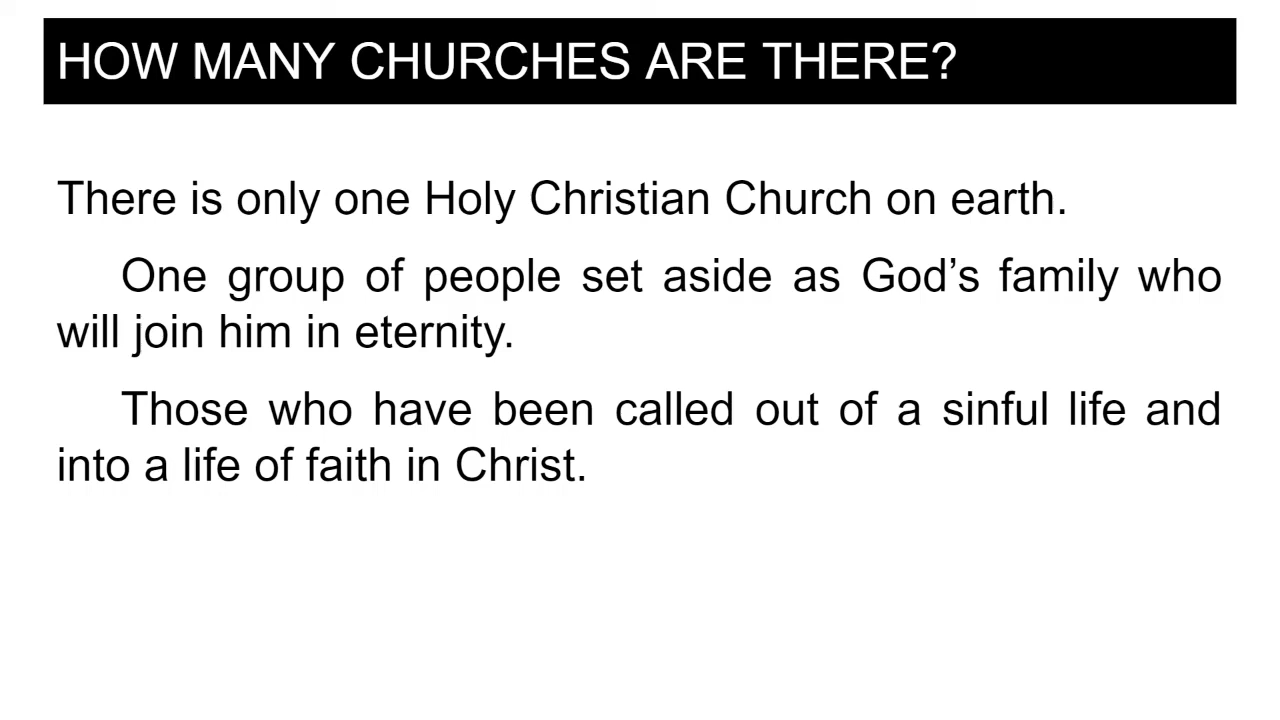 HOW MANY CHURCHES ARE THERE?
There is only one Holy Christian Church on earth.
One group of people set aside as God’s family who
will join him in eternity.
Those who have been called out of a sinful life and
into a life of faith in Christ.